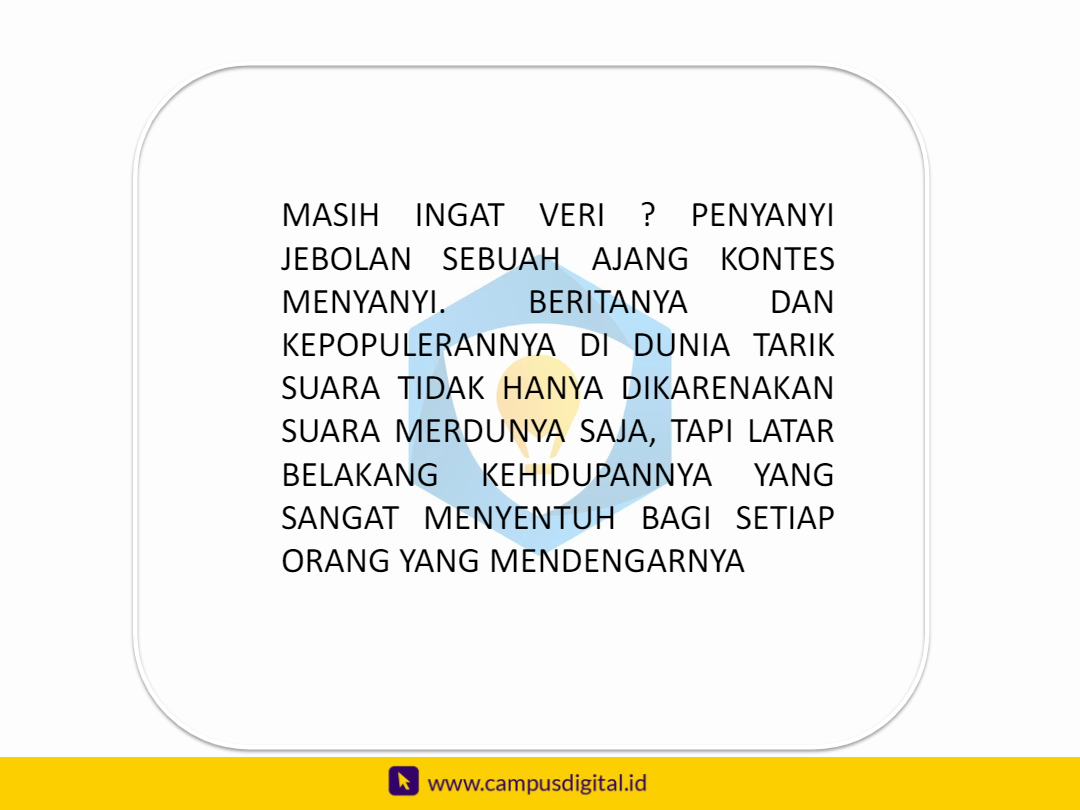 MASIH INGAT VERI ? PENYANYI
JEBOLAN SEBUAH AJANG KONTES
MENYANYI. BERITANYA DAN
KEPOPULERANNYA DI DUNIA TARIK
SUARA TIDAK HANYA DIKARENAKAN
SUARA MERDUNYA SAJA, TAPI LATAR
BELAKANG KEHIDUPANNYA YANG
SANGAT MENYENTUH BAGI SETIAP
ORANG YANG MENDENGARNYA
www.campusdigital.id